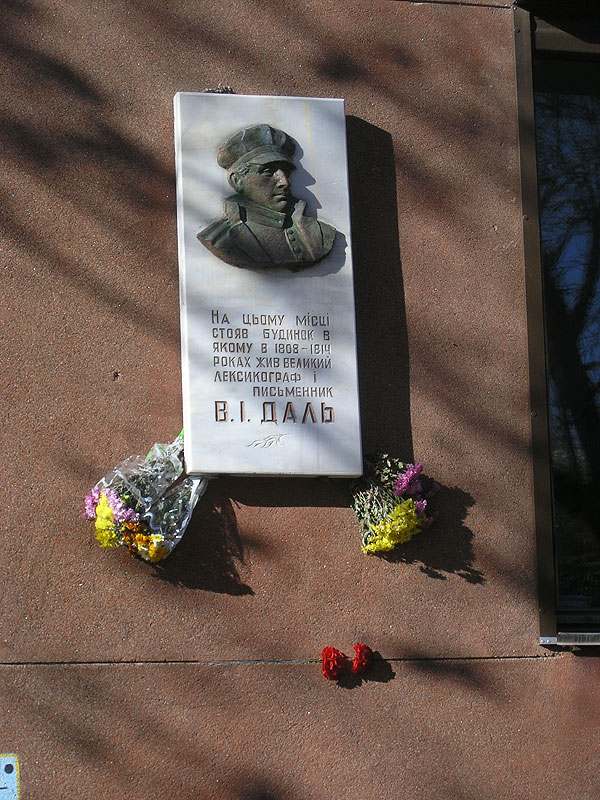 На цьому місці
стояв будинок в
якому в 1808–1814
роках жив великий
лексикограф і
письменник
В.І. ДАЛЬ